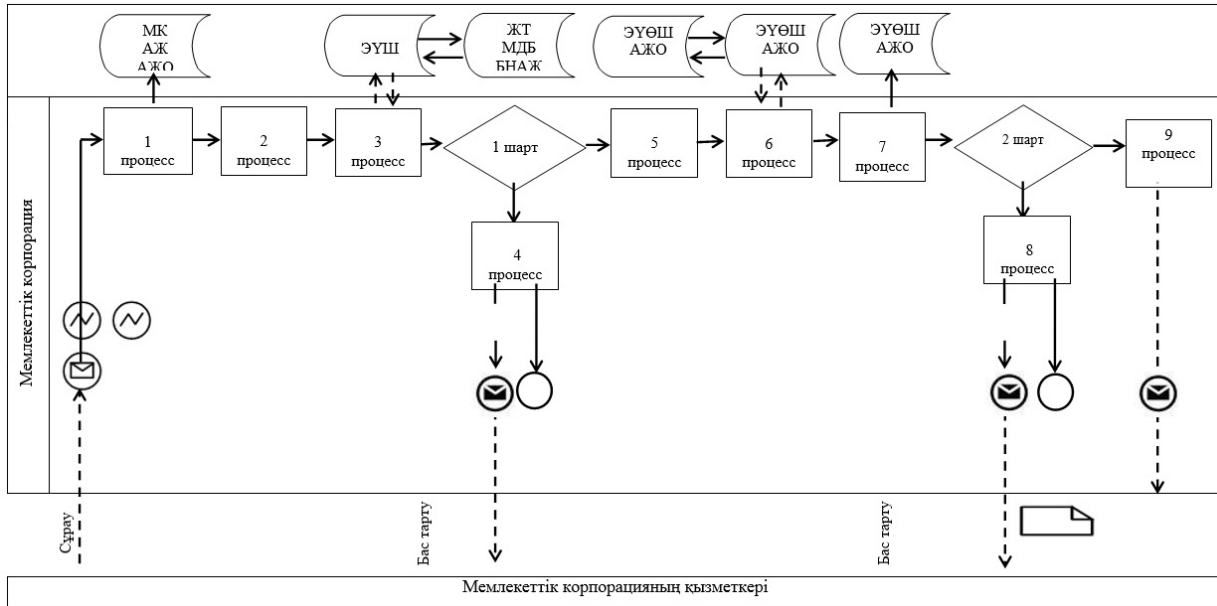 МК
АЖ
АЖО
ЭҮШ
ЖТ
МДБ
БНАЖ
ЭҮӨШ
АЖО
ЭҮӨШ
АЖО
ЭҮӨШ
АЖО
Мемлекеттік корпорация
1
процесс
2
процесс
3
процесс
1 шарт
5
процесс
6
процесс
7
процесс
2 шарт
9
процесс
4
процесс
8
процесс
Сұрау
Бас тарту
Бас тарту
Мемлекеттік корпорацияның қызметкері